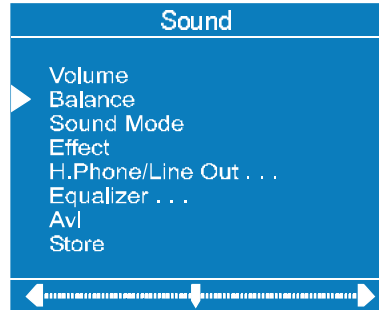 Sound
Volume
Balance
Sound Mode
Effect
H.Phone/Line Out . . .
Equalizer . . .
Avl
Store